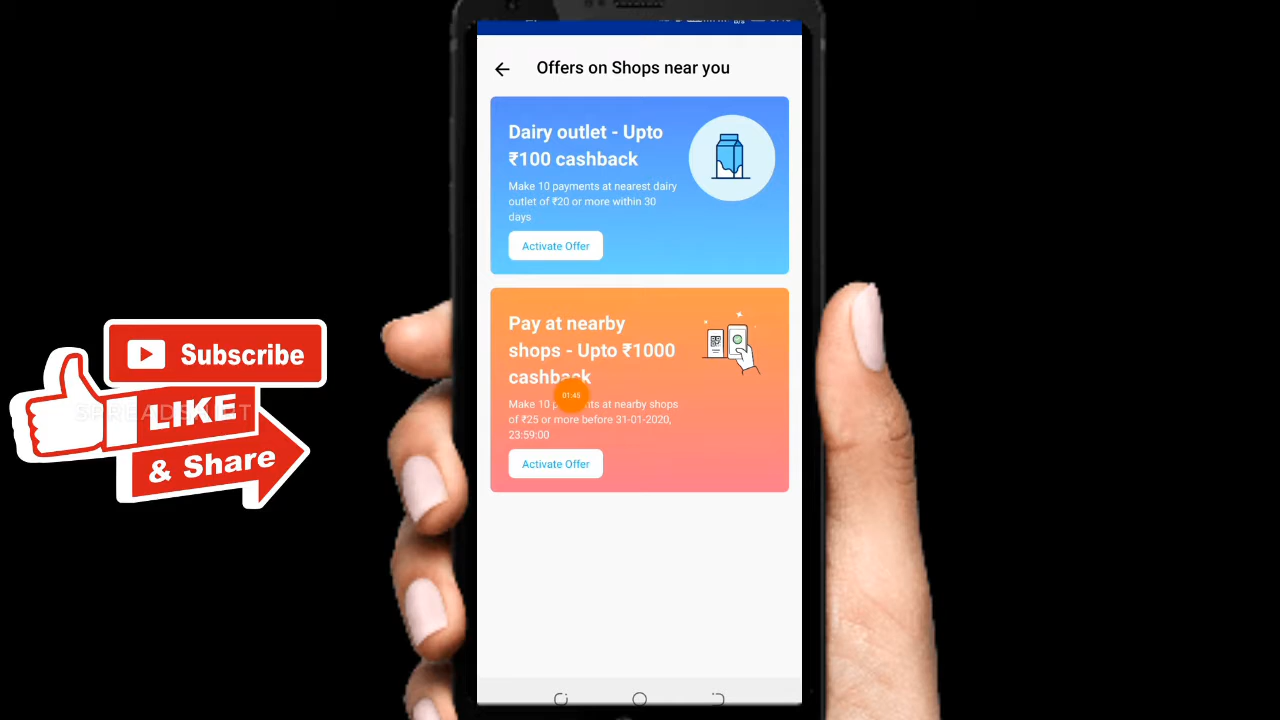 Offers on Shops near you
Dairy outlet - Upto
₹100 cashback
Make 10 payments at nearest dairy
outlet of ₹20 or more within 30
days
Activate Offer
Pay at nearby
shops - Upto ₹1000
cashback
01:45
Make 10 payments at nearby shops
of ₹25 or more before 31-01-2020,
23:59:00
Activate Offer
Subscribe
LIKE
& Share